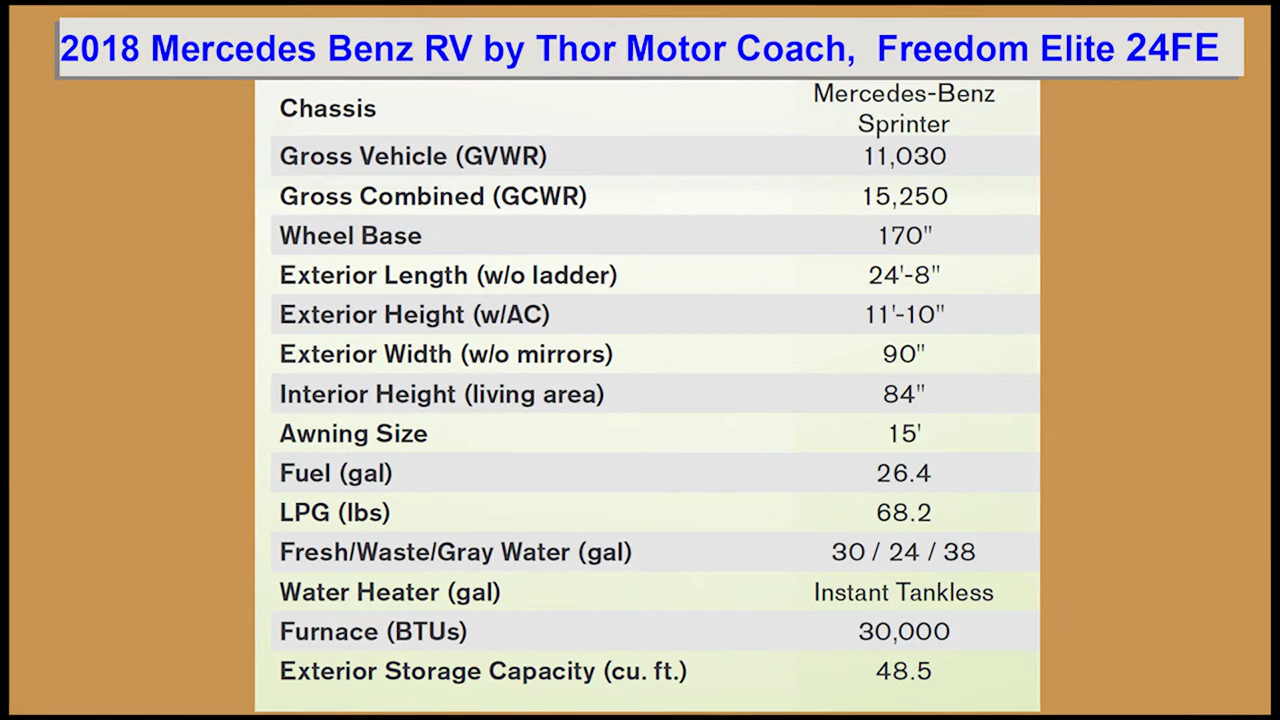 2018 Mercedes Benz RV by Thor Motor Coach,  Freedom Elite 24FE
Chassis Mercedes-Benz Sprinter
Gross Vehicle (GVWR) 11,030
Gross Combined (GCWR) 15,250
Wheel Base 170"
Exterior Length (w/o ladder) 24'-8"
Exterior Height (w/AC) 11'-10"
Exterior Width (w/o mirrors) 90"
Interior Height (living area) 84"
Awning Size 15'
Fuel (gal) 26.4
LPG (lbs) 68.2
Fresh/Waste/Gray Water (gal) 30 / 24 / 38
Water Heater (gal) Instant Tankless
Furnace (BTUs) 30,000
Exterior Storage Capacity (cu. ft.) 48.5